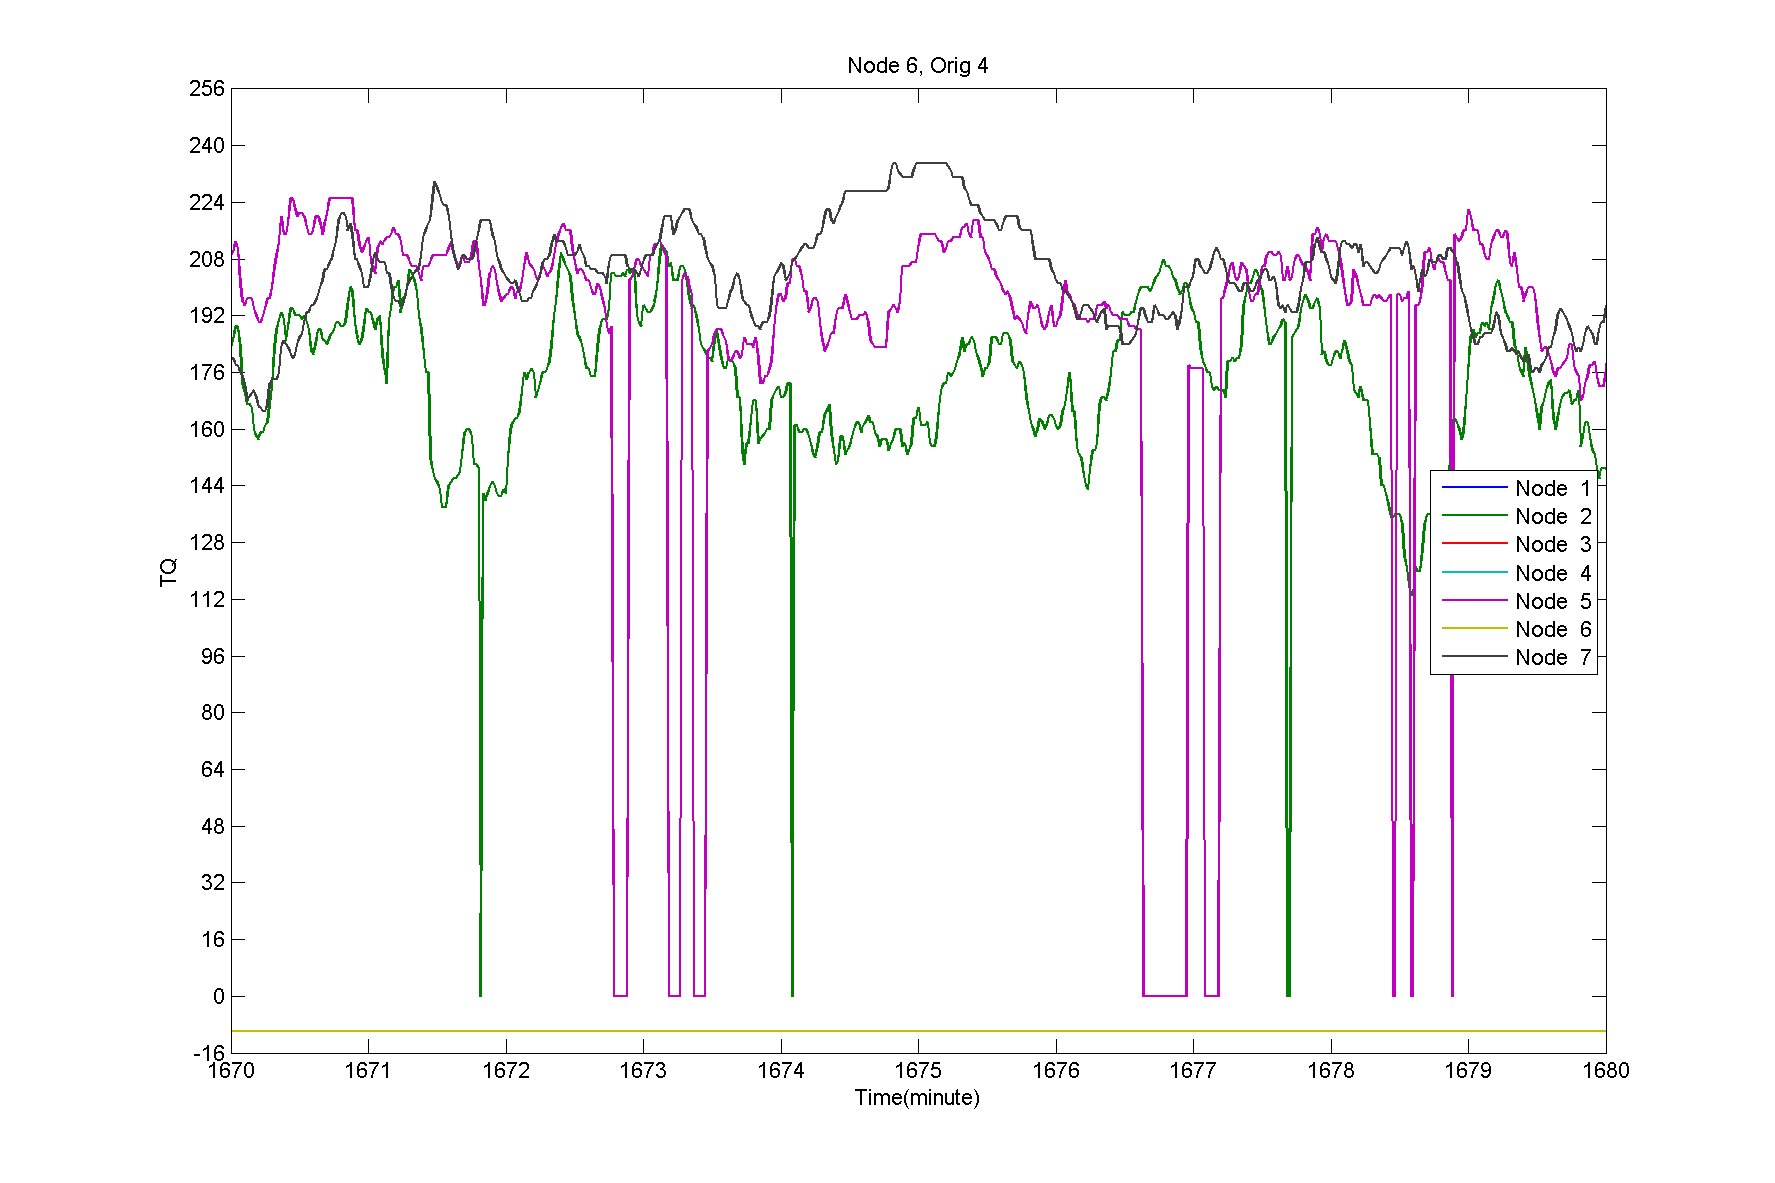 Node 6, Orig 4
256
240
224
208
192
176
160
144
128
112
96
80
64
48
32
16
0
-16
TQ
Node 1
Node 2
Node 3
Node 4
Node 5
Node 6
Node 7
1670 1671 1672 1673 1674 1675 1676 1677 1678 1679 1680
Time(minute)